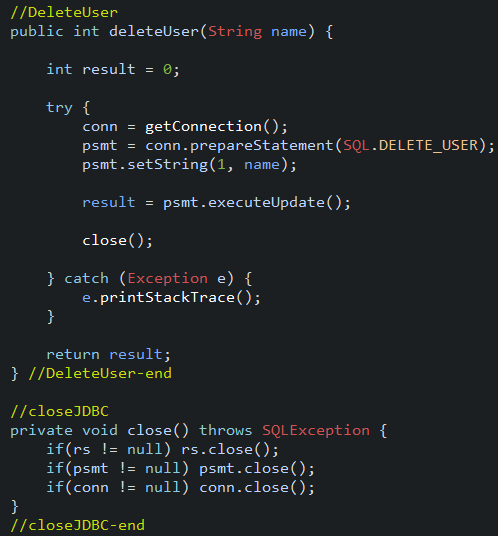 //DeleteUser
public int deleteUser(String name) {
int result = 0;
try {
conn = getConnection();
psmt = conn.prepareStatement(SQL.DELETE_USER);
psmt.setString(1, name);
result = psmt.executeUpdate();
close();
} catch (Exception e) {
e.printStackTrace();
}
return result;
} //DeleteUser-end
//closeJDBC
private void close() throws SQLException {
if(rs != null) rs.close();
if(psmt != null) psmt.close();
if(conn != null) conn.close();
}
//closeJDBC-end